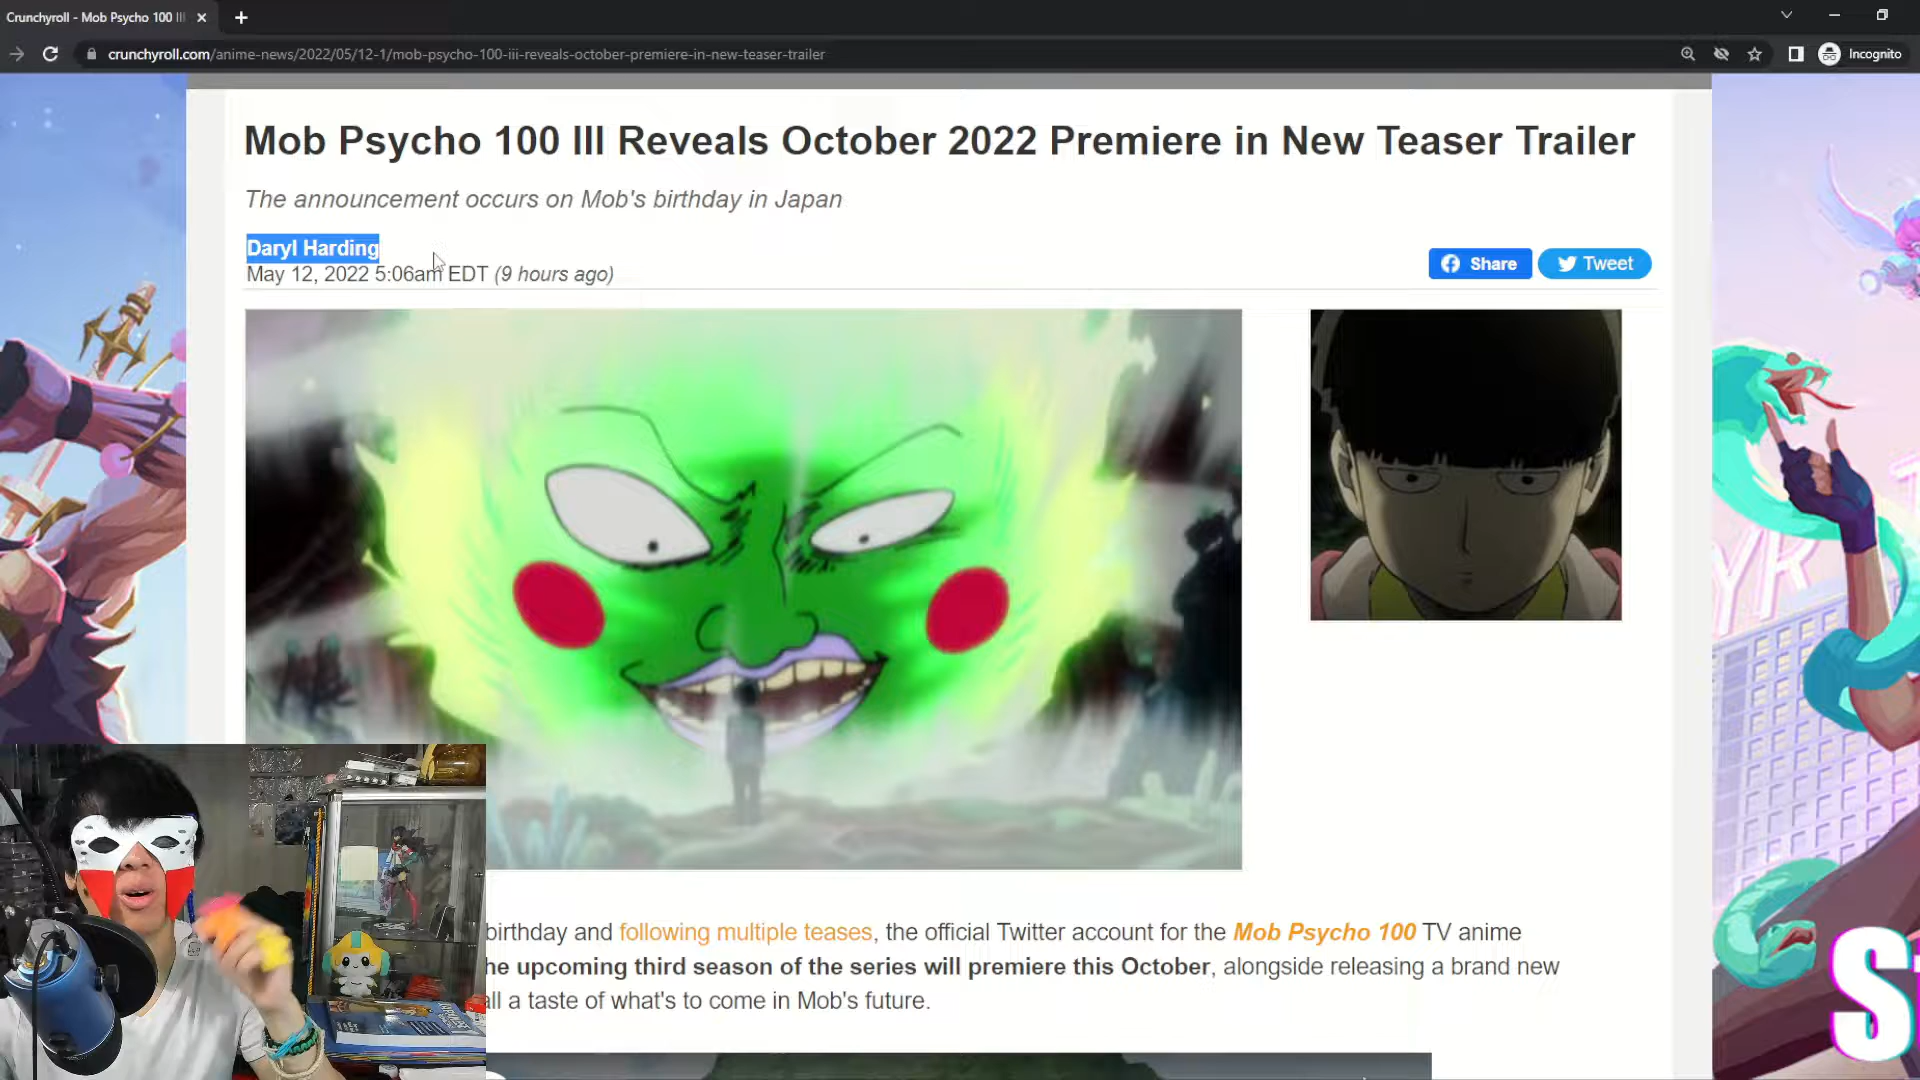 Crunchyroll - Mob Psycho 100 III
crunchyroll.com/anime-news/2022/05/12-1/mob-psycho-100-iii-reveals-october-premiere-in-new-teaser-trailer
Incognito
Mob Psycho 100 III Reveals October 2022 Premiere in New Teaser Trailer
The announcement occurs on Mob's birthday in Japan
Daryl Harding
May 12, 2022 5:06am EDT (9 hours ago)
Share
Tweet
birthday and following multiple teases, the official Twitter account for the Mob Psycho 100 TV anime
upcoming third season of the series will premiere this October, alongside releasing a brand new
a taste of what's to come in Mob's future.